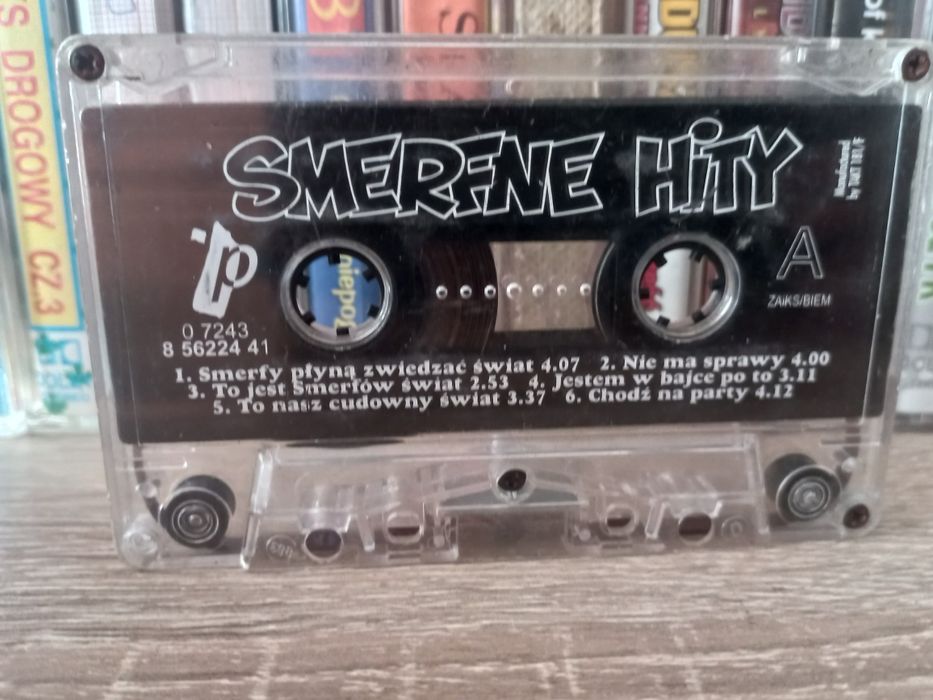 S DROGOWY CZ.3
SMERFNE HiTY
Manufactured
by
A
ZAiKS/BIEM
0 7243
8 56224 41
1. Smerfy płyną zwiedzać świat 4.07 2. Nie ma sprawy 4.00
3. To jest Smerfów świat 2.53 4. Jestem w bajce po to 3.11
5. To nasz cudowny świat 3.37 6. Chodź na party 4.12